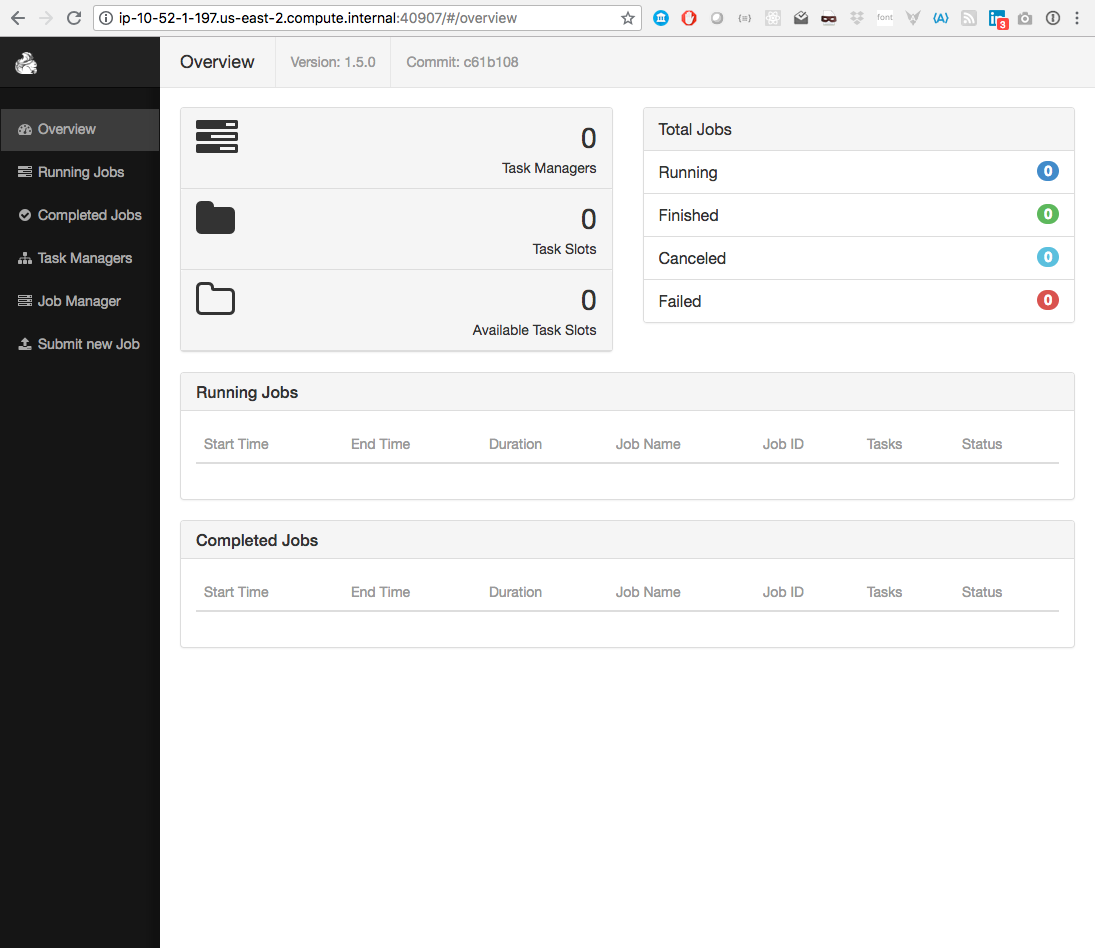 ip-10-52-1-197.us-east-2.compute.internal:40907/#/overview
{=}
font
(A)
in
3
Overview
Version: 1.5.0
Commit: c61b108
Overview
Running Jobs
Completed Jobs
Task Managers
Job Manager
Submit new Job
0
Task Managers
0
Task Slots
0
Available Task Slots
Total Jobs
Running 0
Finished 0
Canceled 0
Failed 0
Running Jobs
Start Time End Time Duration Job Name Job ID Tasks Status
Completed Jobs
Start Time End Time Duration Job Name Job ID Tasks Status